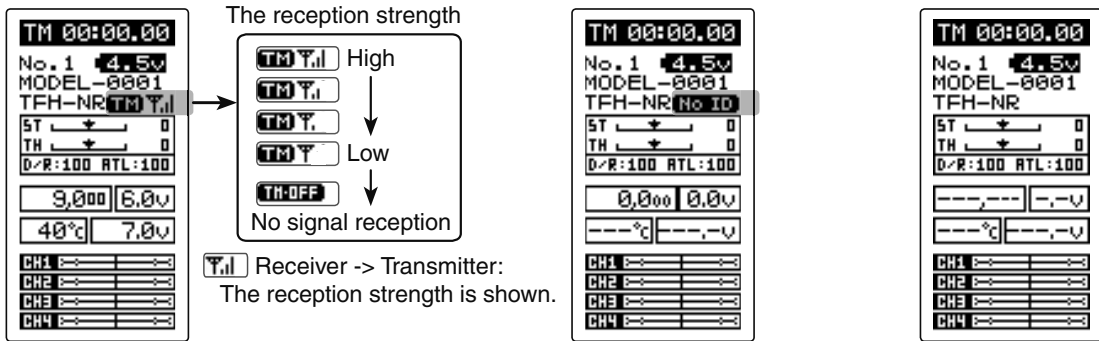 TM 00:00.00
No.1 4.5v
MODEL-0001
TFH-NR TM
ST 0
TH 0
D/R:100 ATL:100
9,000 6.0v
40°c 7.0v
CH1
CH2
CH3
CH4
The reception strength
TM High
TM
TM
TM Low
TM-OFF
No signal reception
Receiver -> Transmitter:
The reception strength is shown.
TM 00:00.00
No.1 4.5v
MODEL-0001
TFH-NR No ID
ST 0
TH 0
D/R:100 ATL:100
0,000 0.0v
---°c ---.-v
CH1
CH2
CH3
CH4
TM 00:00.00
No.1 4.5v
MODEL-0001
TFH-NR
ST 0
TH 0
D/R:100 ATL:100
---,--- -.-v
---°c ---.-v
CH1
CH2
CH3
CH4